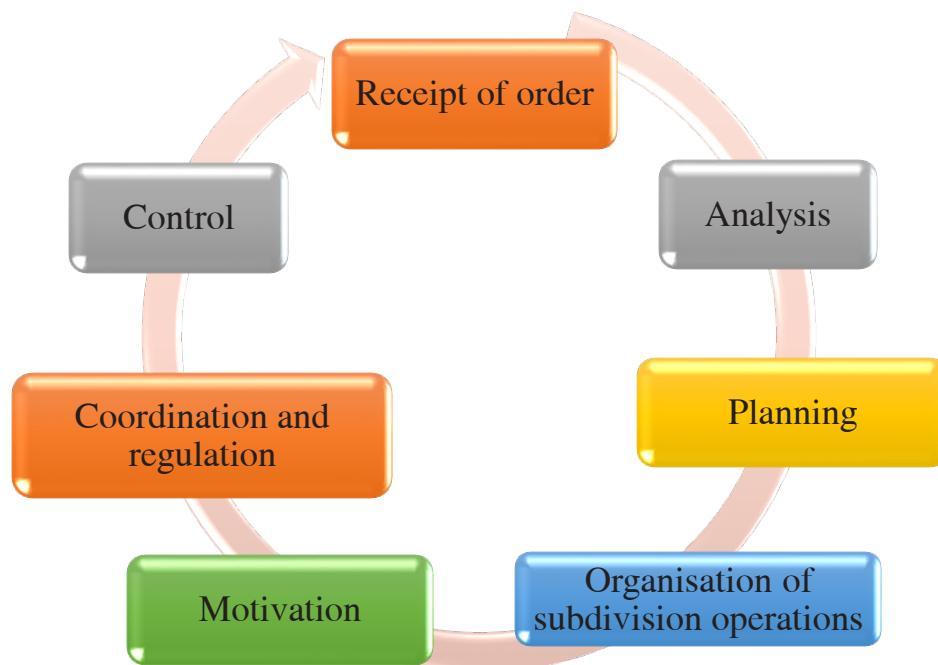 Receipt of order
Analysis
Planning
Organisation of
subdivision operations
Motivation
Coordination and
regulation
Control